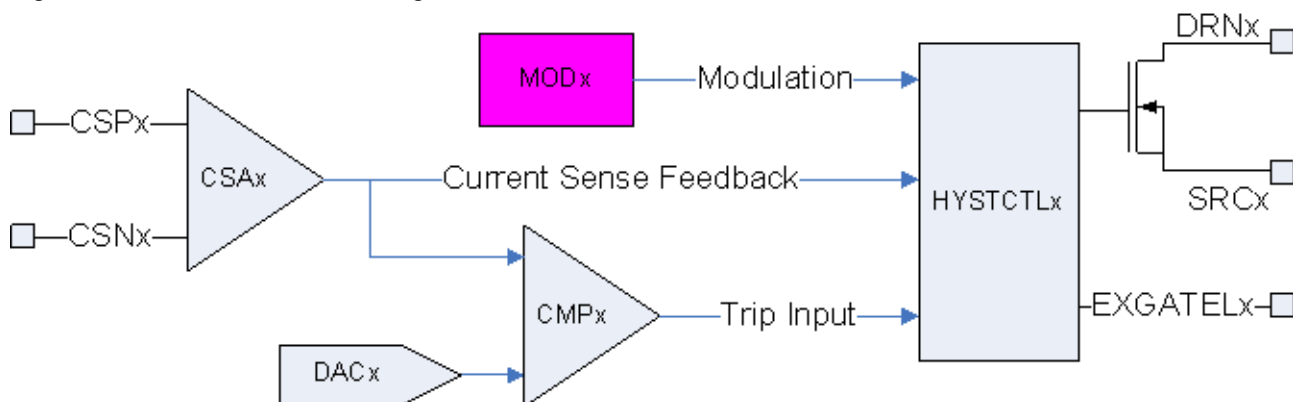 DRNx
MODx
Modulation
CSPx
CSAx
Current Sense Feedback
HYSTCTLx
SRCx
CSNx
CMPx
Trip Input
EXGATELx
DACx